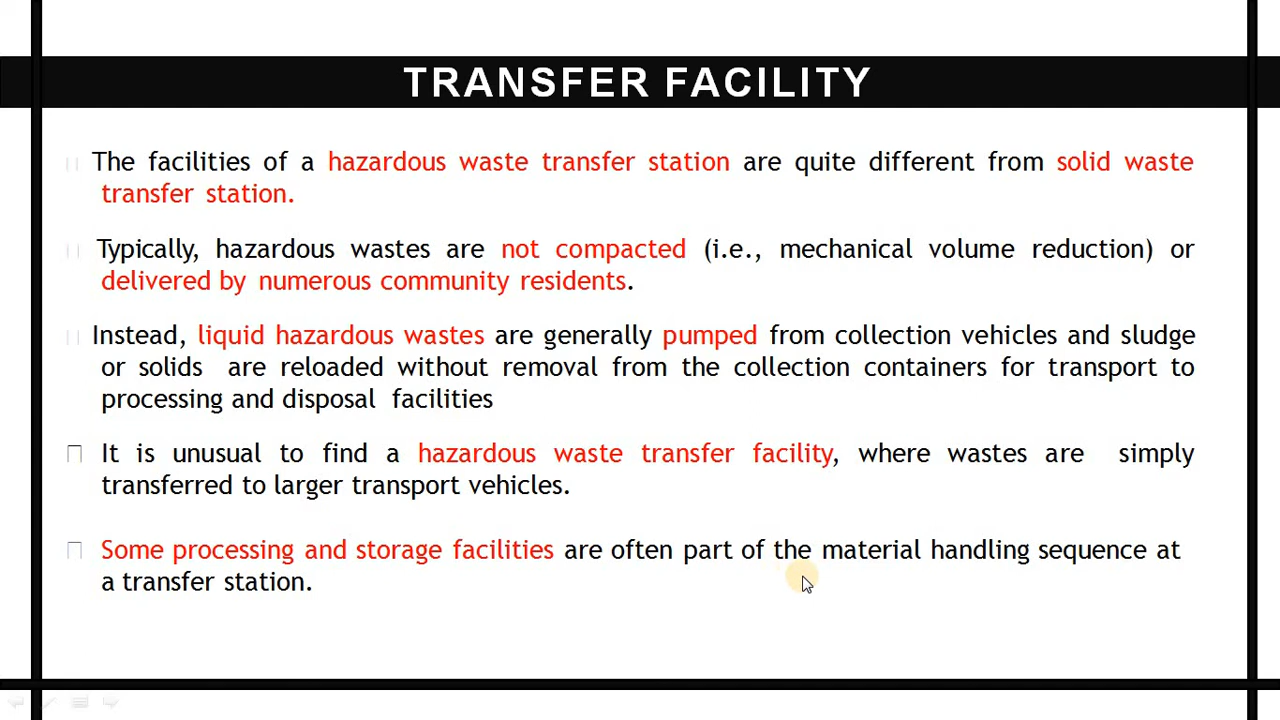 TRANSFER FACILITY
The facilities of a hazardous waste transfer station are quite different from solid waste
transfer station.
Typically, hazardous wastes are not compacted (i.e., mechanical volume reduction) or
delivered by numerous community residents.
Instead, liquid hazardous wastes are generally pumped from collection vehicles and sludge
or solids are reloaded without removal from the collection containers for transport to
processing and disposal facilities
It is unusual to find a hazardous waste transfer facility, where wastes are simply
transferred to larger transport vehicles.
Some processing and storage facilities are often part of the material handling sequence at
a transfer station.